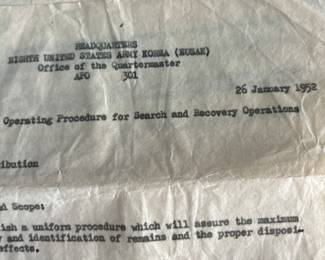 HEADQUARTERS
EIGHTH UNITED STATES ARMY KOREA (EUSAK)
Office of the Quartermaster
APO 301
26 January 1952
Operating Procedure for Search and Recovery Operations
ribution
d Scope:
ish a uniform procedure which will assure the maximum
y and identification of remains and the proper disposi-
effects.